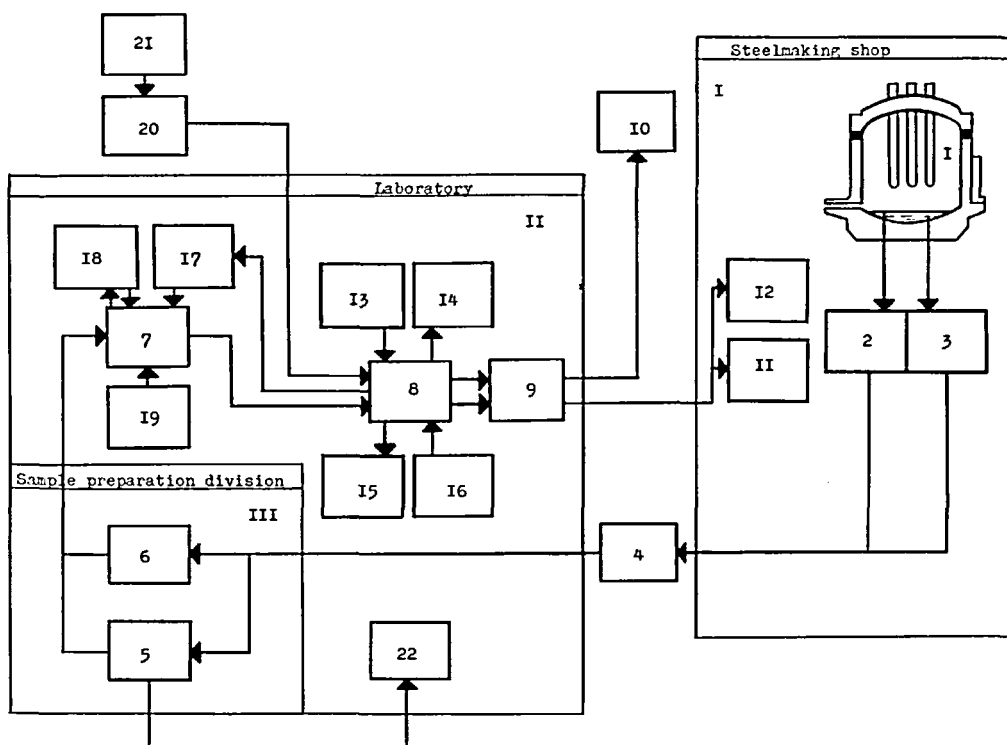 2I
Steelmaking shop
I
20
I0
I
Laboratory
II
I8
I7
I3
I4
I2
7
2
3
8
9
II
I9
I5
I6
Sample preparation division
III
6
4
5
22